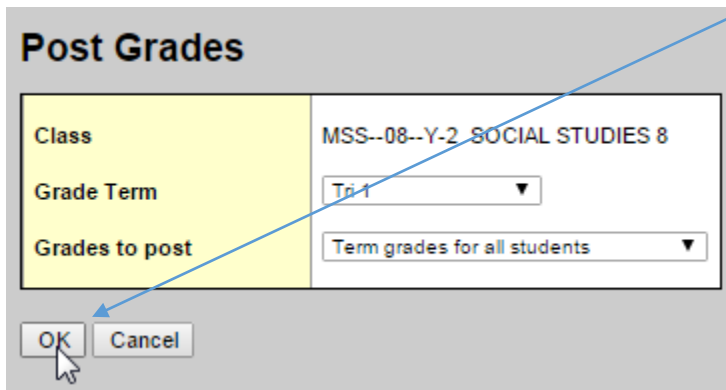 Post Grades
Class MSS--08--Y-2 SOCIAL STUDIES 8
Grade Term Tri 1
Grades to post Term grades for all students
OK Cancel